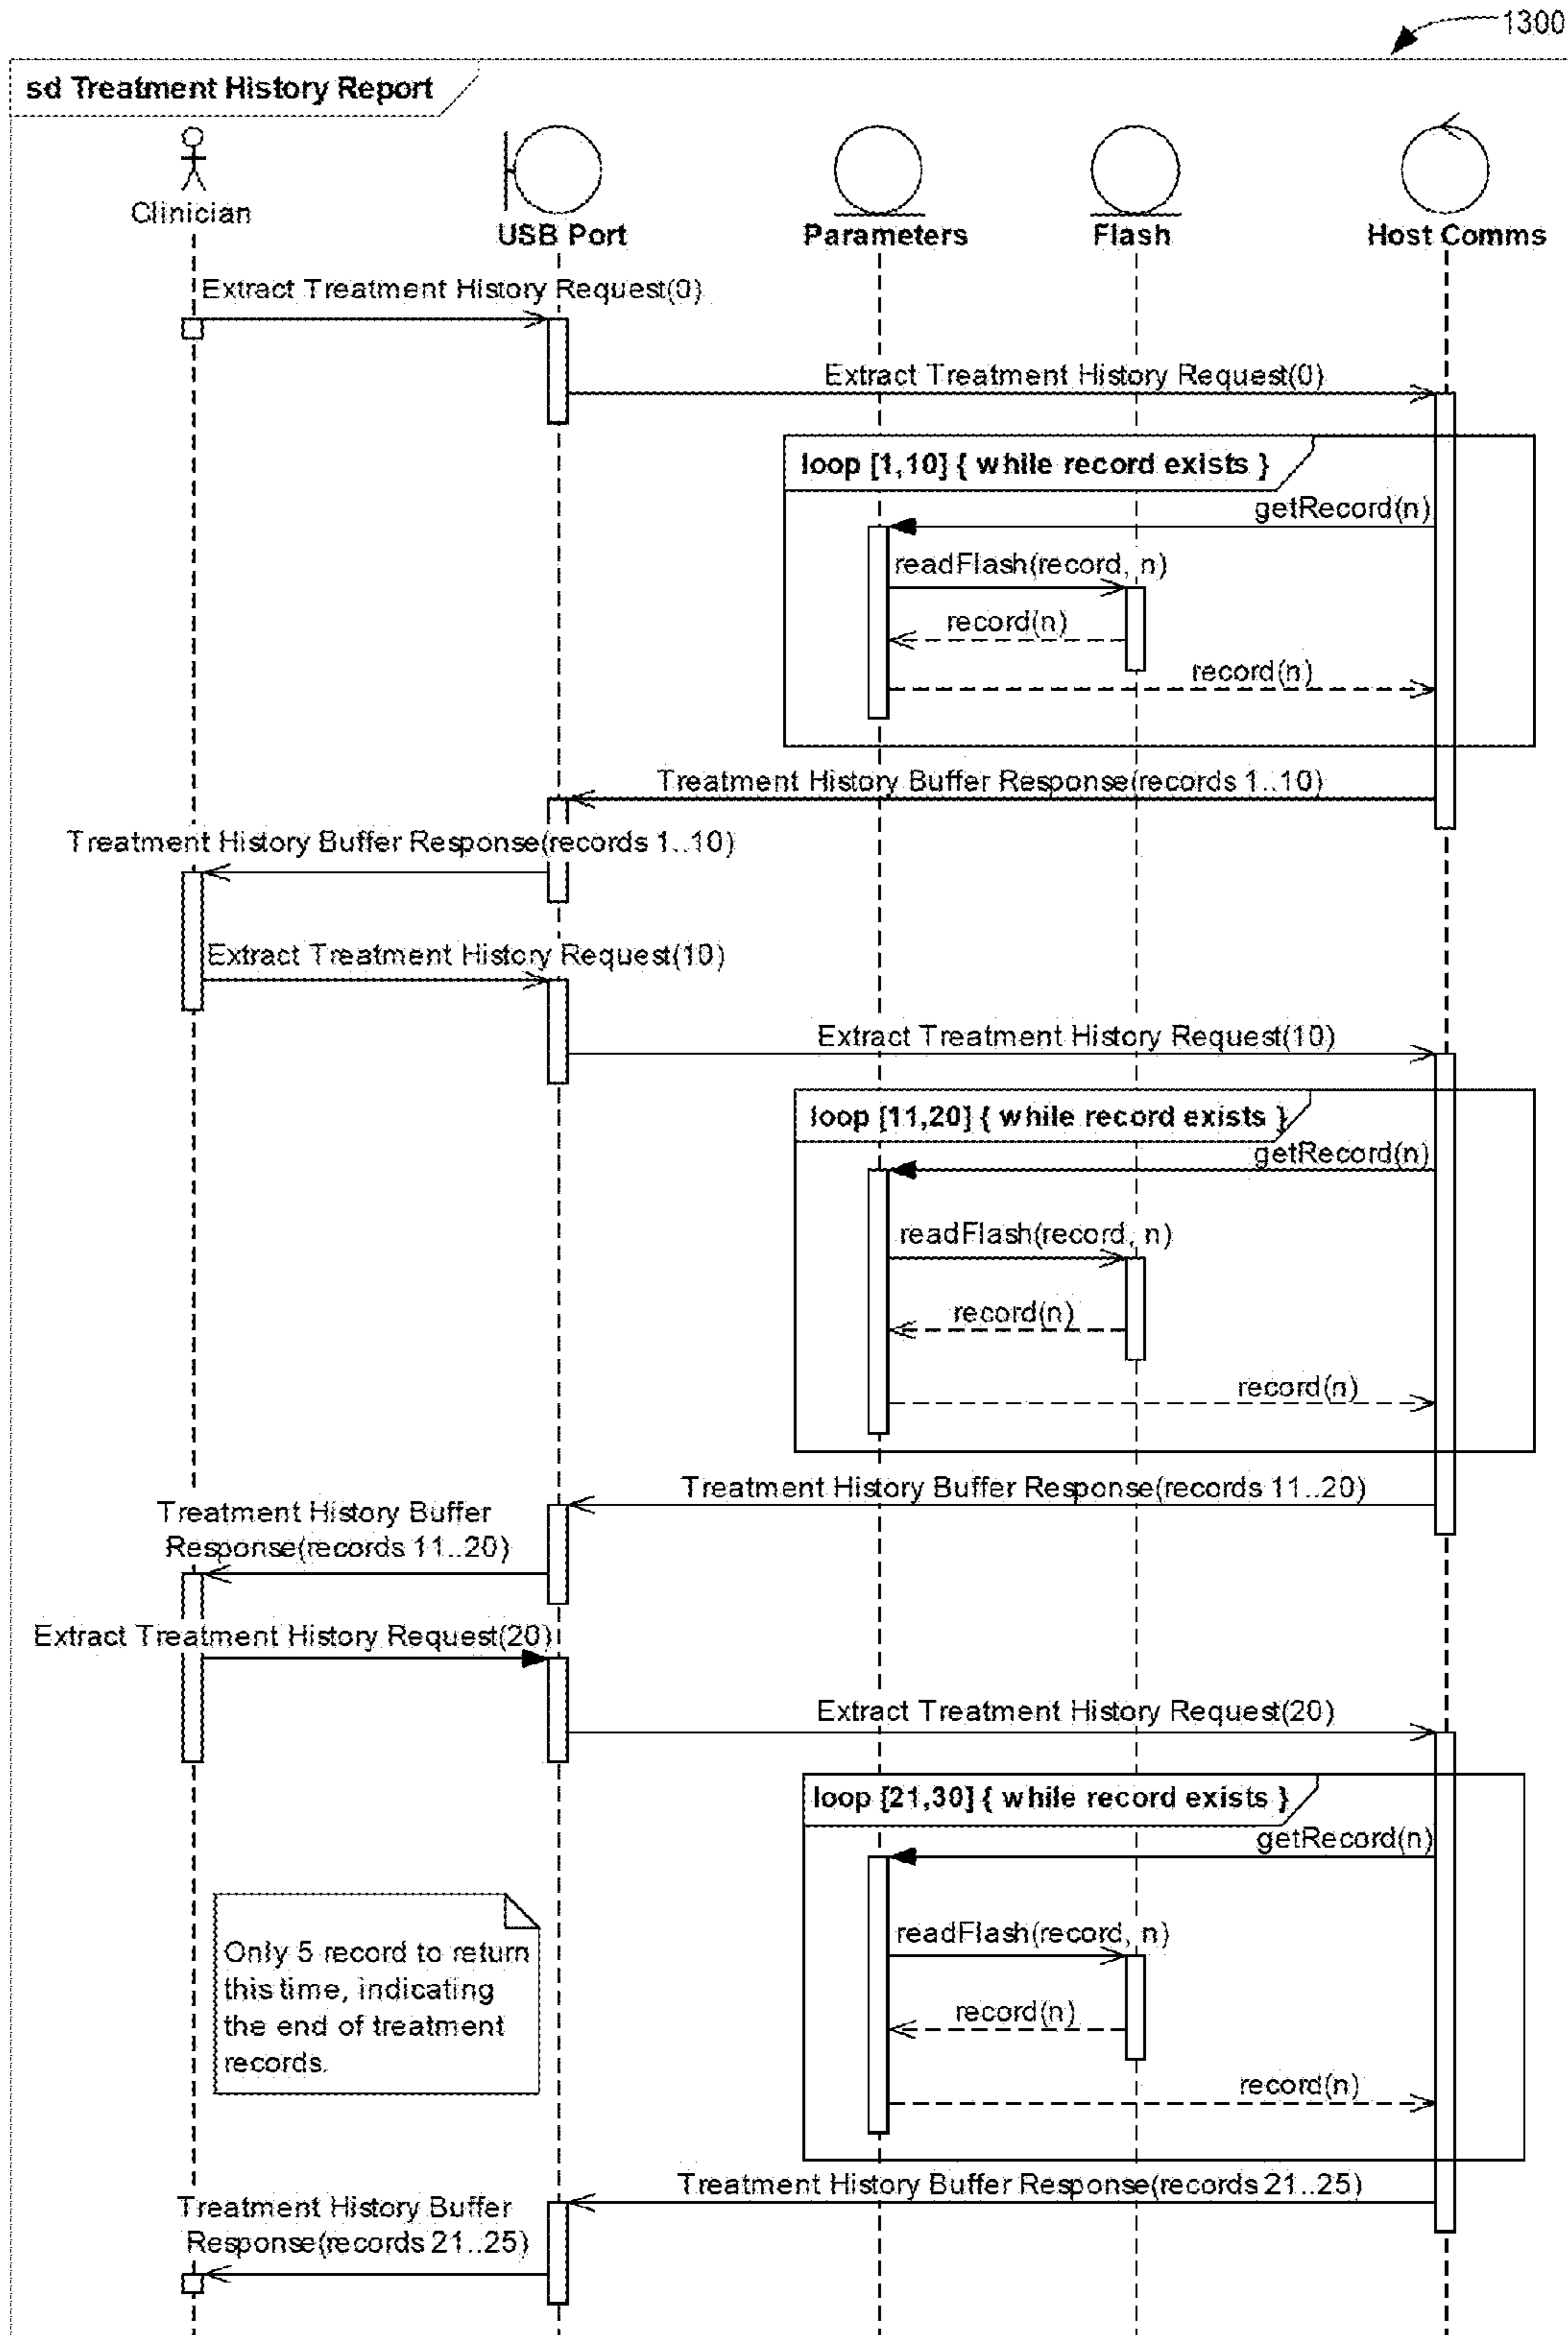 1300
sd Treatment History Report
Clinician
USB Port
Parameters
Flash
Host Comms
Extract Treatment History Request(0)
Extract Treatment History Request(0)
loop [1,10] { while record exists }
getRecord(n)
readFlash(record, n)
record(n)
record(n)
Treatment History Buffer Response(records 1..10)
Treatment History Buffer Response(records 1..10)
Extract Treatment History Request(10)
Extract Treatment History Request(10)
loop [11,20] { while record exists }
getRecord(n)
readFlash(record, n)
record(n)
record(n)
Treatment History Buffer Response(records 11..20)
Treatment History Buffer
Response(records 11..20)
Extract Treatment History Request(20)
Extract Treatment History Request(20)
loop [21,30] { while record exists }
getRecord(n)
Only 5 record to return
this time, indicating
the end of treatment
records.
readFlash(record, n)
record(n)
record(n)
Treatment History Buffer Response(records 21..25)
Treatment History Buffer
Response(records 21..25)